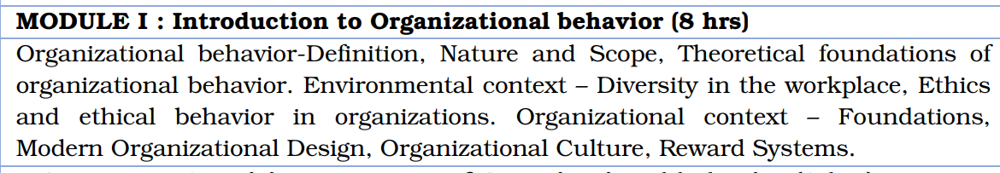 MODULE I : Introduction to Organizational behavior (8 hrs)
Organizational behavior-Definition, Nature and Scope, Theoretical foundations of
organizational behavior. Environmental context – Diversity in the workplace, Ethics
and ethical behavior in organizations. Organizational context – Foundations,
Modern Organizational Design, Organizational Culture, Reward Systems.